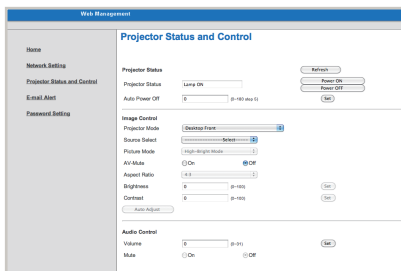 Web Management
Projector Status and Control
Home
Network Setting
Projector Status and Control
E-mail Alert
Password Setting
Projector Status
Refresh
Projector Status
Lamp ON
Power ON
Power OFF
Auto Power Off
0
(0-180 step 5)
Set
Image Control
Projector Mode
Desktop Front
Source Select
Select
Picture Mode
High-Bright Mode
AV-Mute
On
Off
Aspect Ratio
4:3
Brightness
0
(0-100)
Set
Contrast
0
(0-100)
Set
Auto Adjust
Audio Control
Volume
0
(0-31)
Set
Mute
On
Off